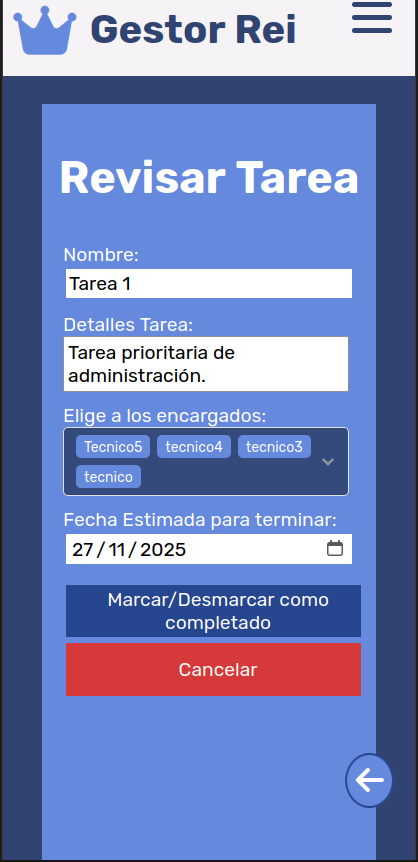 Gestor Rei
Revisar Tarea
Nombre:
Tarea 1
Detalles Tarea:
Tarea prioritaria de
administración.
Elige a los encargados:
Tecnico5 tecnico4 tecnico3
tecnico
Fecha Estimada para terminar:
27/11/2025
Marcar/Desmarcar como
completado
Cancelar